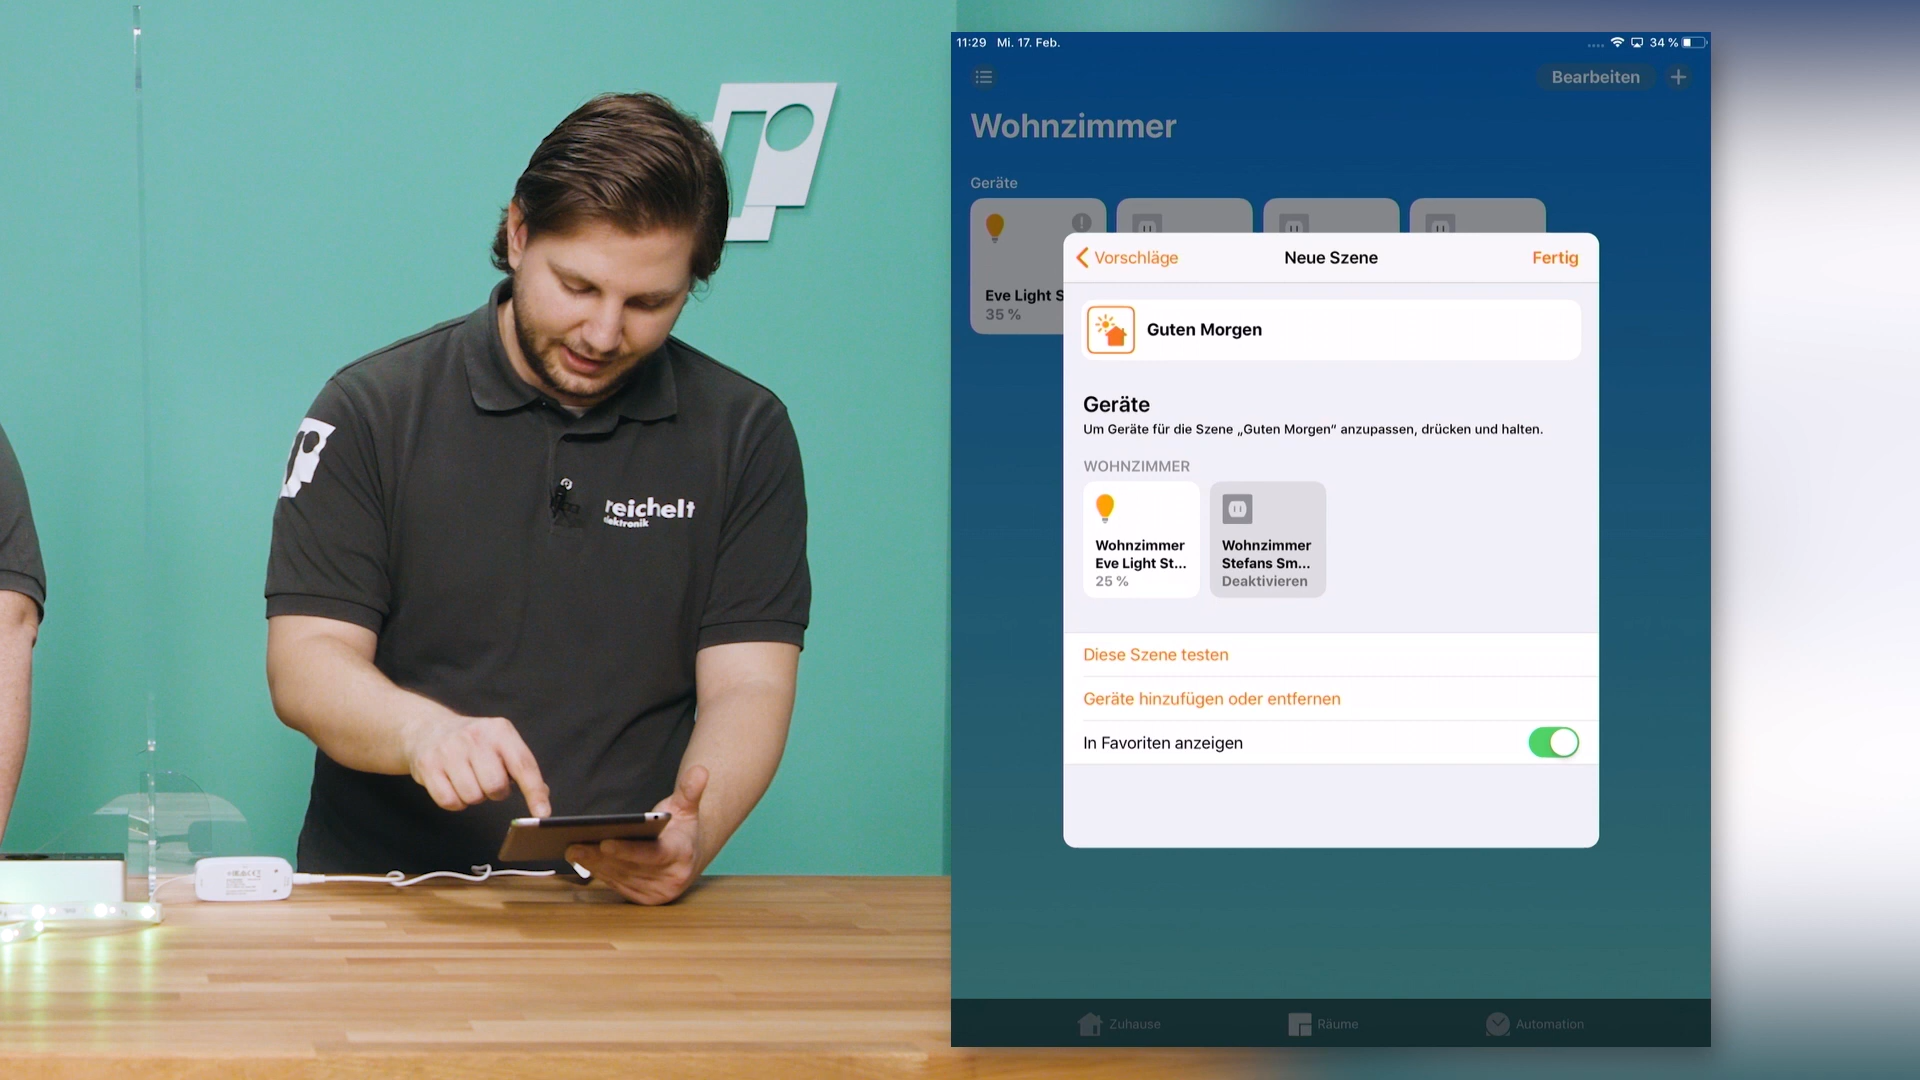 reichelt
elektronik
11:29 Mi. 17. Feb.
34 %
Bearbeiten
Wohnzimmer
Geräte
Eve Light S
35 %
Vorschläge
Neue Szene
Fertig
Guten Morgen
Geräte
Um Geräte für die Szene „Guten Morgen“ anzupassen, drücken und halten.
WOHNZIMMER
Wohnzimmer
Eve Light St...
25 %
Wohnzimmer
Stefans Sm...
Deaktivieren
Diese Szene testen
Geräte hinzufügen oder entfernen
In Favoriten anzeigen
Zuhause
Räume
Automation